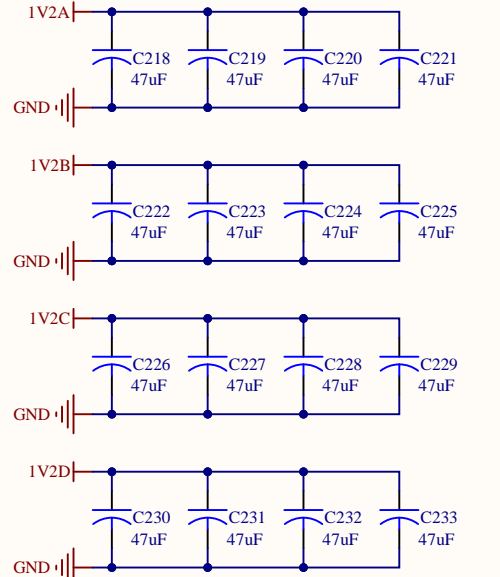 1V2A
C218 C219 C220 C221
47uF 47uF 47uF 47uF
GND
1V2B
C222 C223 C224 C225
47uF 47uF 47uF 47uF
GND
1V2C
C226 C227 C228 C229
47uF 47uF 47uF 47uF
GND
1V2D
C230 C231 C232 C233
47uF 47uF 47uF 47uF
GND